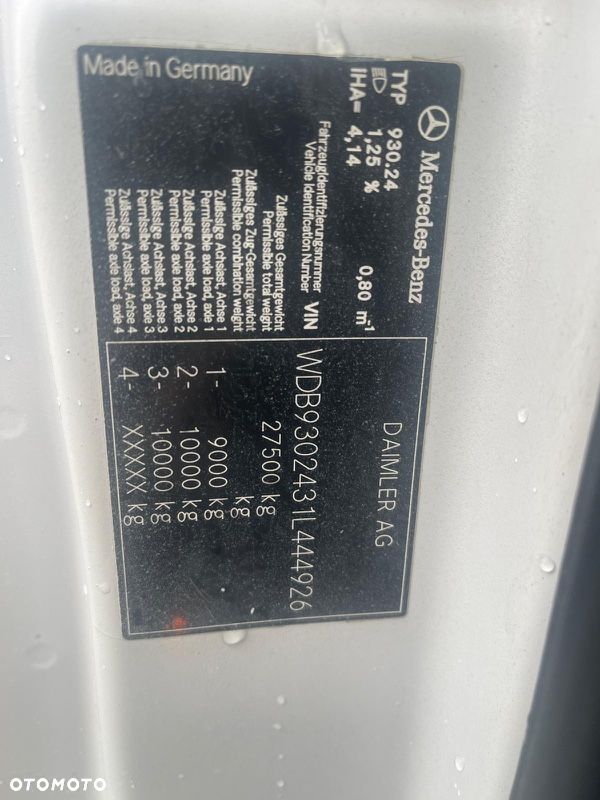 Mercedes-Benz
DAIMLER AG
TYP 930.24
1,25 % 0,80 m-1
IHA= 4,14
Fahrzeugidentifizierungsnummer
Vehicle Identification Number VIN WDB9302431L444926
Zulässiges Gesamtgewicht
Permissible total weight 27500 kg
Zulässiges Zug-Gesamtgewicht
Permissible combination weight
Zulässige Achslast, Achse 1
Permissible axle load, axle 1 1- 9000 kg
Zulässige Achslast, Achse 2
Permissible axle load, axle 2 2- 10000 kg
Zulässige Achslast, Achse 3
Permissible axle load, axle 3 3- 10000 kg
Zulässige Achslast, Achse 4
Permissible axle load, axle 4 4- XXXXX kg
Made in Germany
OTOMOTO